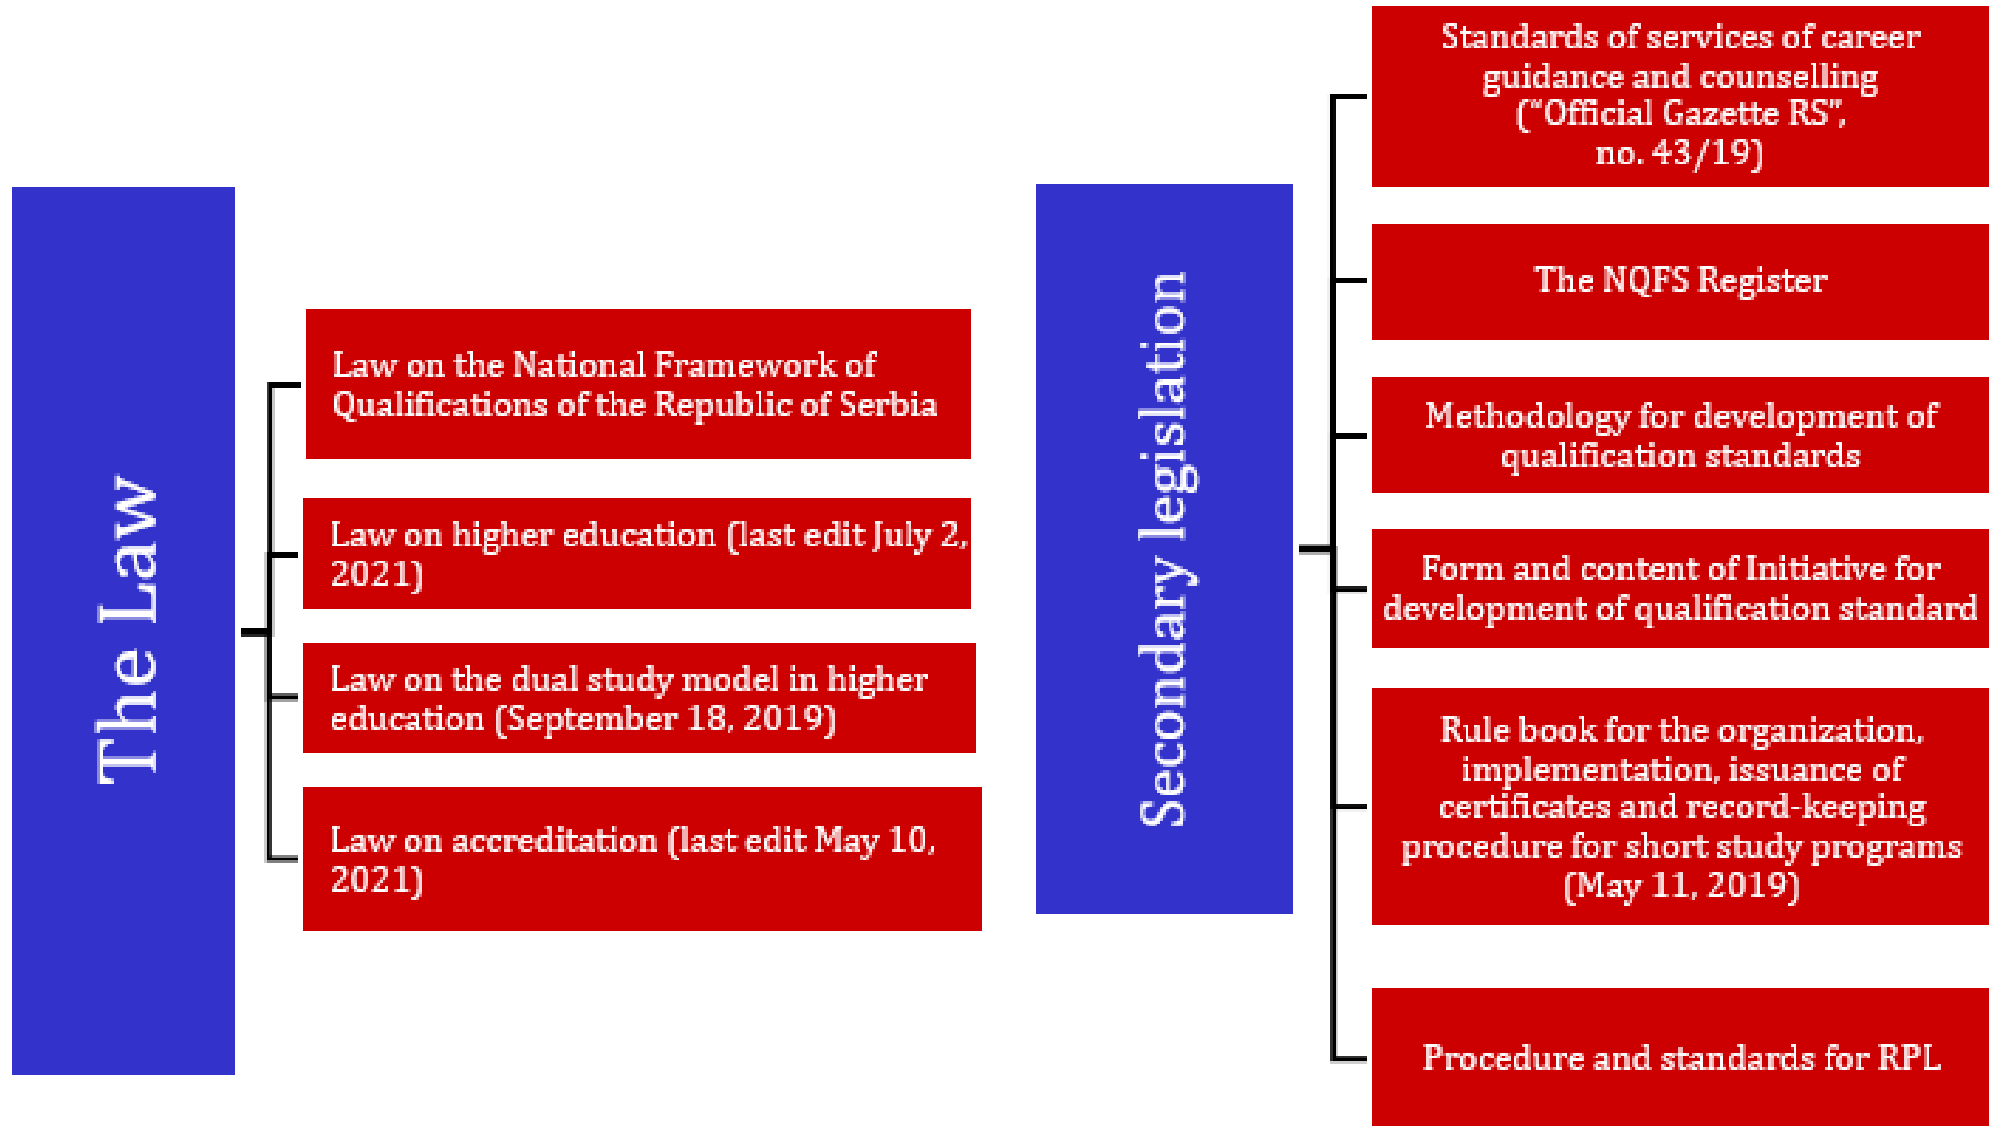 The Law
Law on the National Framework of
Qualifications of the Republic of Serbia
Law on higher education (last edit July 2,
2021)
Law on the dual study model in higher
education (September 18, 2019)
Law on accreditation (last edit May 10,
2021)
Secondary legislation
Standards of services of career
guidance and counselling
(“Official Gazette RS”,
no. 43/19)
The NQFS Register
Methodology for development of
qualification standards
Form and content of Initiative for
development of qualification standard
Rule book for the organization,
implementation, issuance of
certificates and record-keeping
procedure for short study programs
(May 11, 2019)
Procedure and standards for RPL